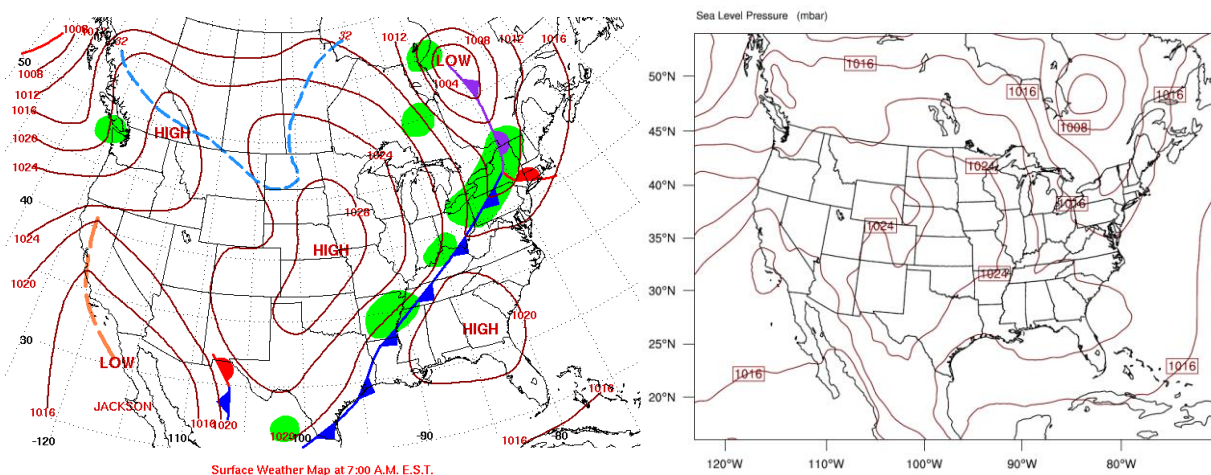 1008
32
32
1012
1008
1012
1016
50
LOW
1008
1004
1012
1016
HIGH
1020
1024
1024
40
1028
1024
HIGH
1020
1020
HIGH
30
LOW
1016
JACKSON
1016
1020
1020
1016
1016
-120
-110
-100
-90
-80
Surface Weather Map at 7:00 A.M. E.S.T.
Sea Level Pressure (mbar)
50°N
45°N
40°N
35°N
30°N
25°N
20°N
1016
1016
1016
1008
1024
1016
1024
1024
1016
1016
120°W
110°W
100°W
90°W
80°W